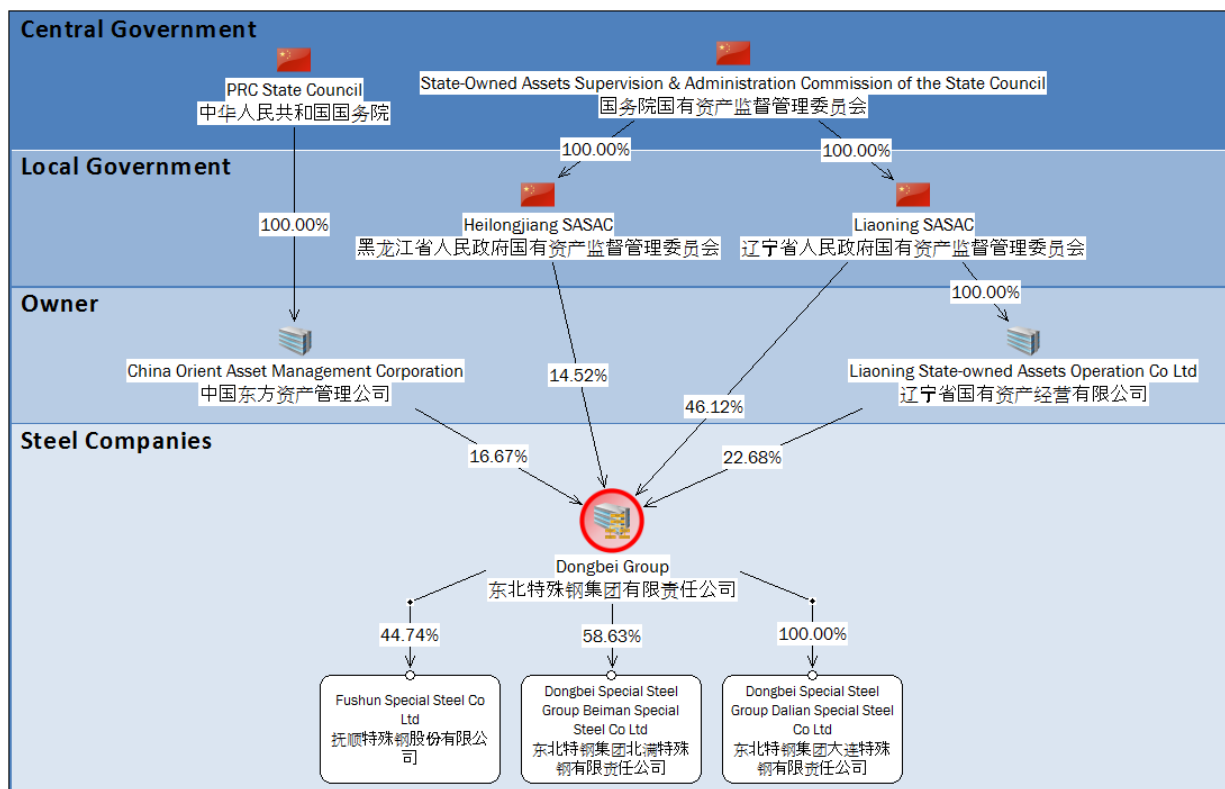 Central Government
PRC State Council
中华人民共和国国务院
State-Owned Assets Supervision & Administration Commission of the State Council
国务院国有资产监督管理委员会
100.00%
100.00%
Local Government
100.00%
Heilongjiang SASAC
黑龙江省人民政府国有资产监督管理委员会
Liaoning SASAC
辽宁省人民政府国有资产监督管理委员会
100.00%
Owner
China Orient Asset Management Corporation
中国东方资产管理公司
14.52%
46.12%
Liaoning State-owned Assets Operation Co Ltd
辽宁省国有资产经营有限公司
Steel Companies
16.67%
22.68%
Dongbei Group
东北特殊钢集团有限责任公司
44.74%
58.63%
100.00%
Fushun Special Steel Co
Ltd
抚顺特殊钢股份有限公
司
Dongbei Special Steel
Group Beiman Special
Steel Co Ltd
东北特钢集团北满特殊
钢有限责任公司
Dongbei Special Steel
Group Dalian Special Steel
Co Ltd
东北特钢集团大连特殊
钢有限责任公司